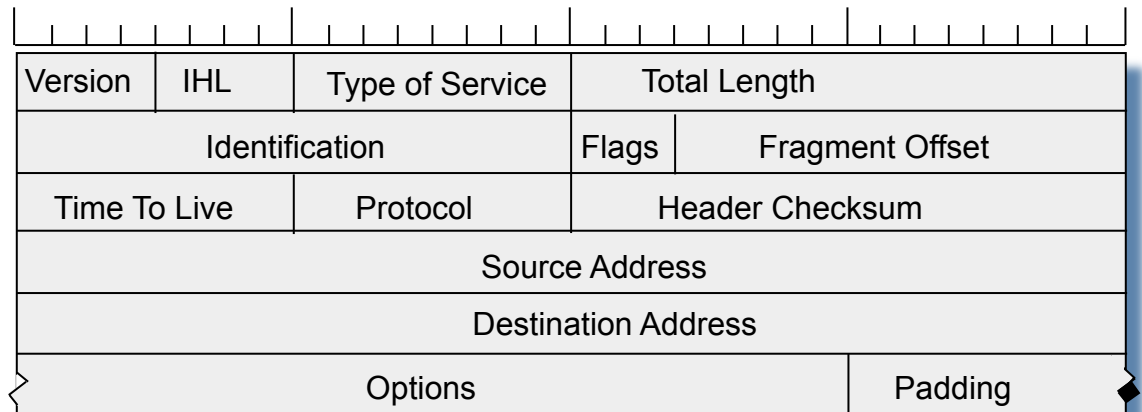 Version IHL Type of Service Total Length
Identification Flags Fragment Offset
Time To Live Protocol Header Checksum
Source Address
Destination Address
Options Padding